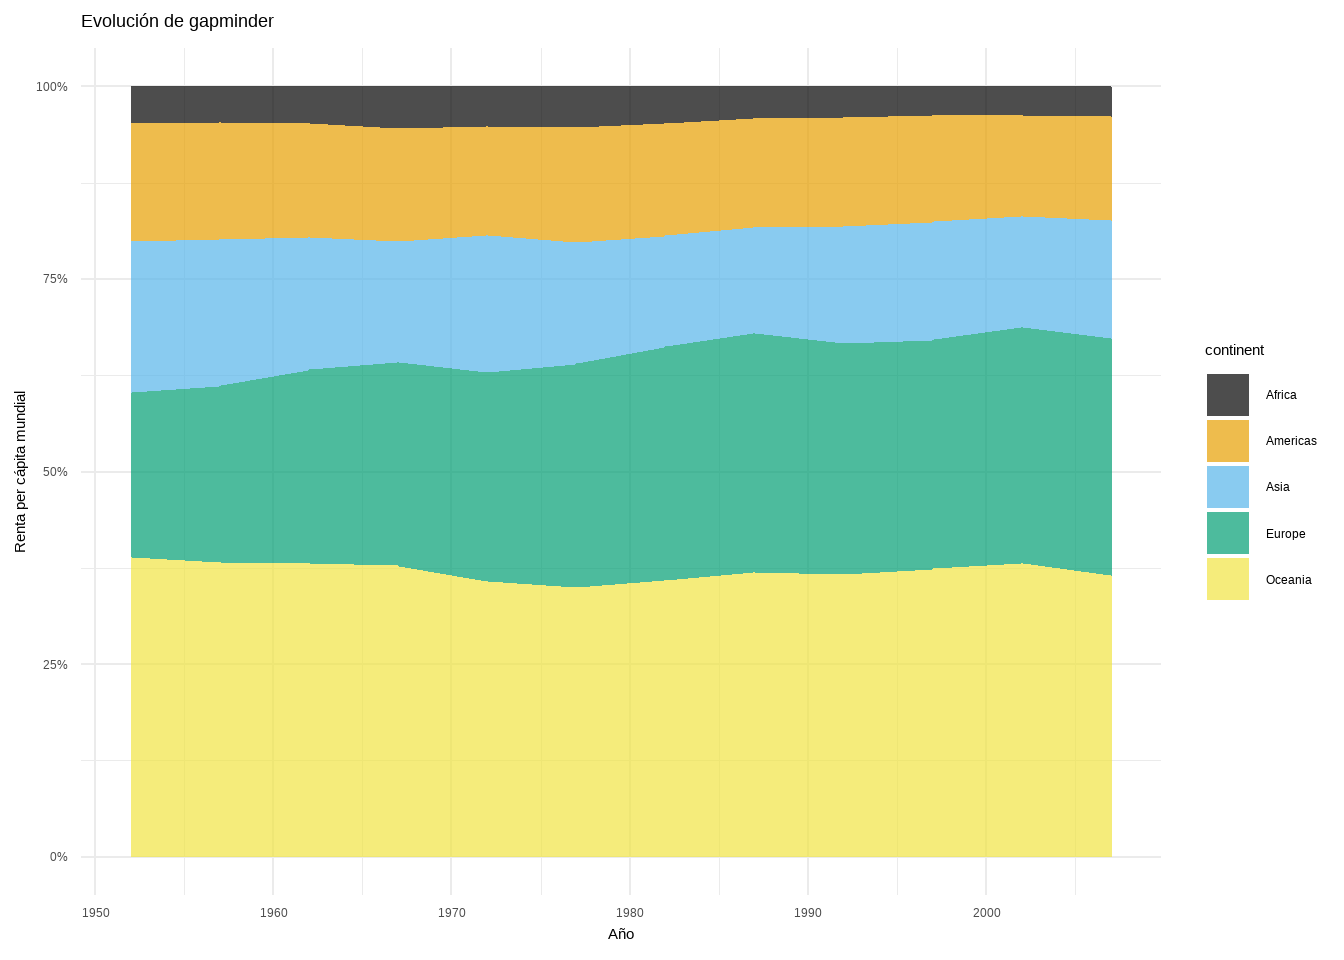 Evolución de gapminder
100%
75%
50%
25%
0%
Renta per cápita mundial
1950 1960 1970 1980 1990 2000
Año
continent
Africa
Americas
Asia
Europe
Oceania